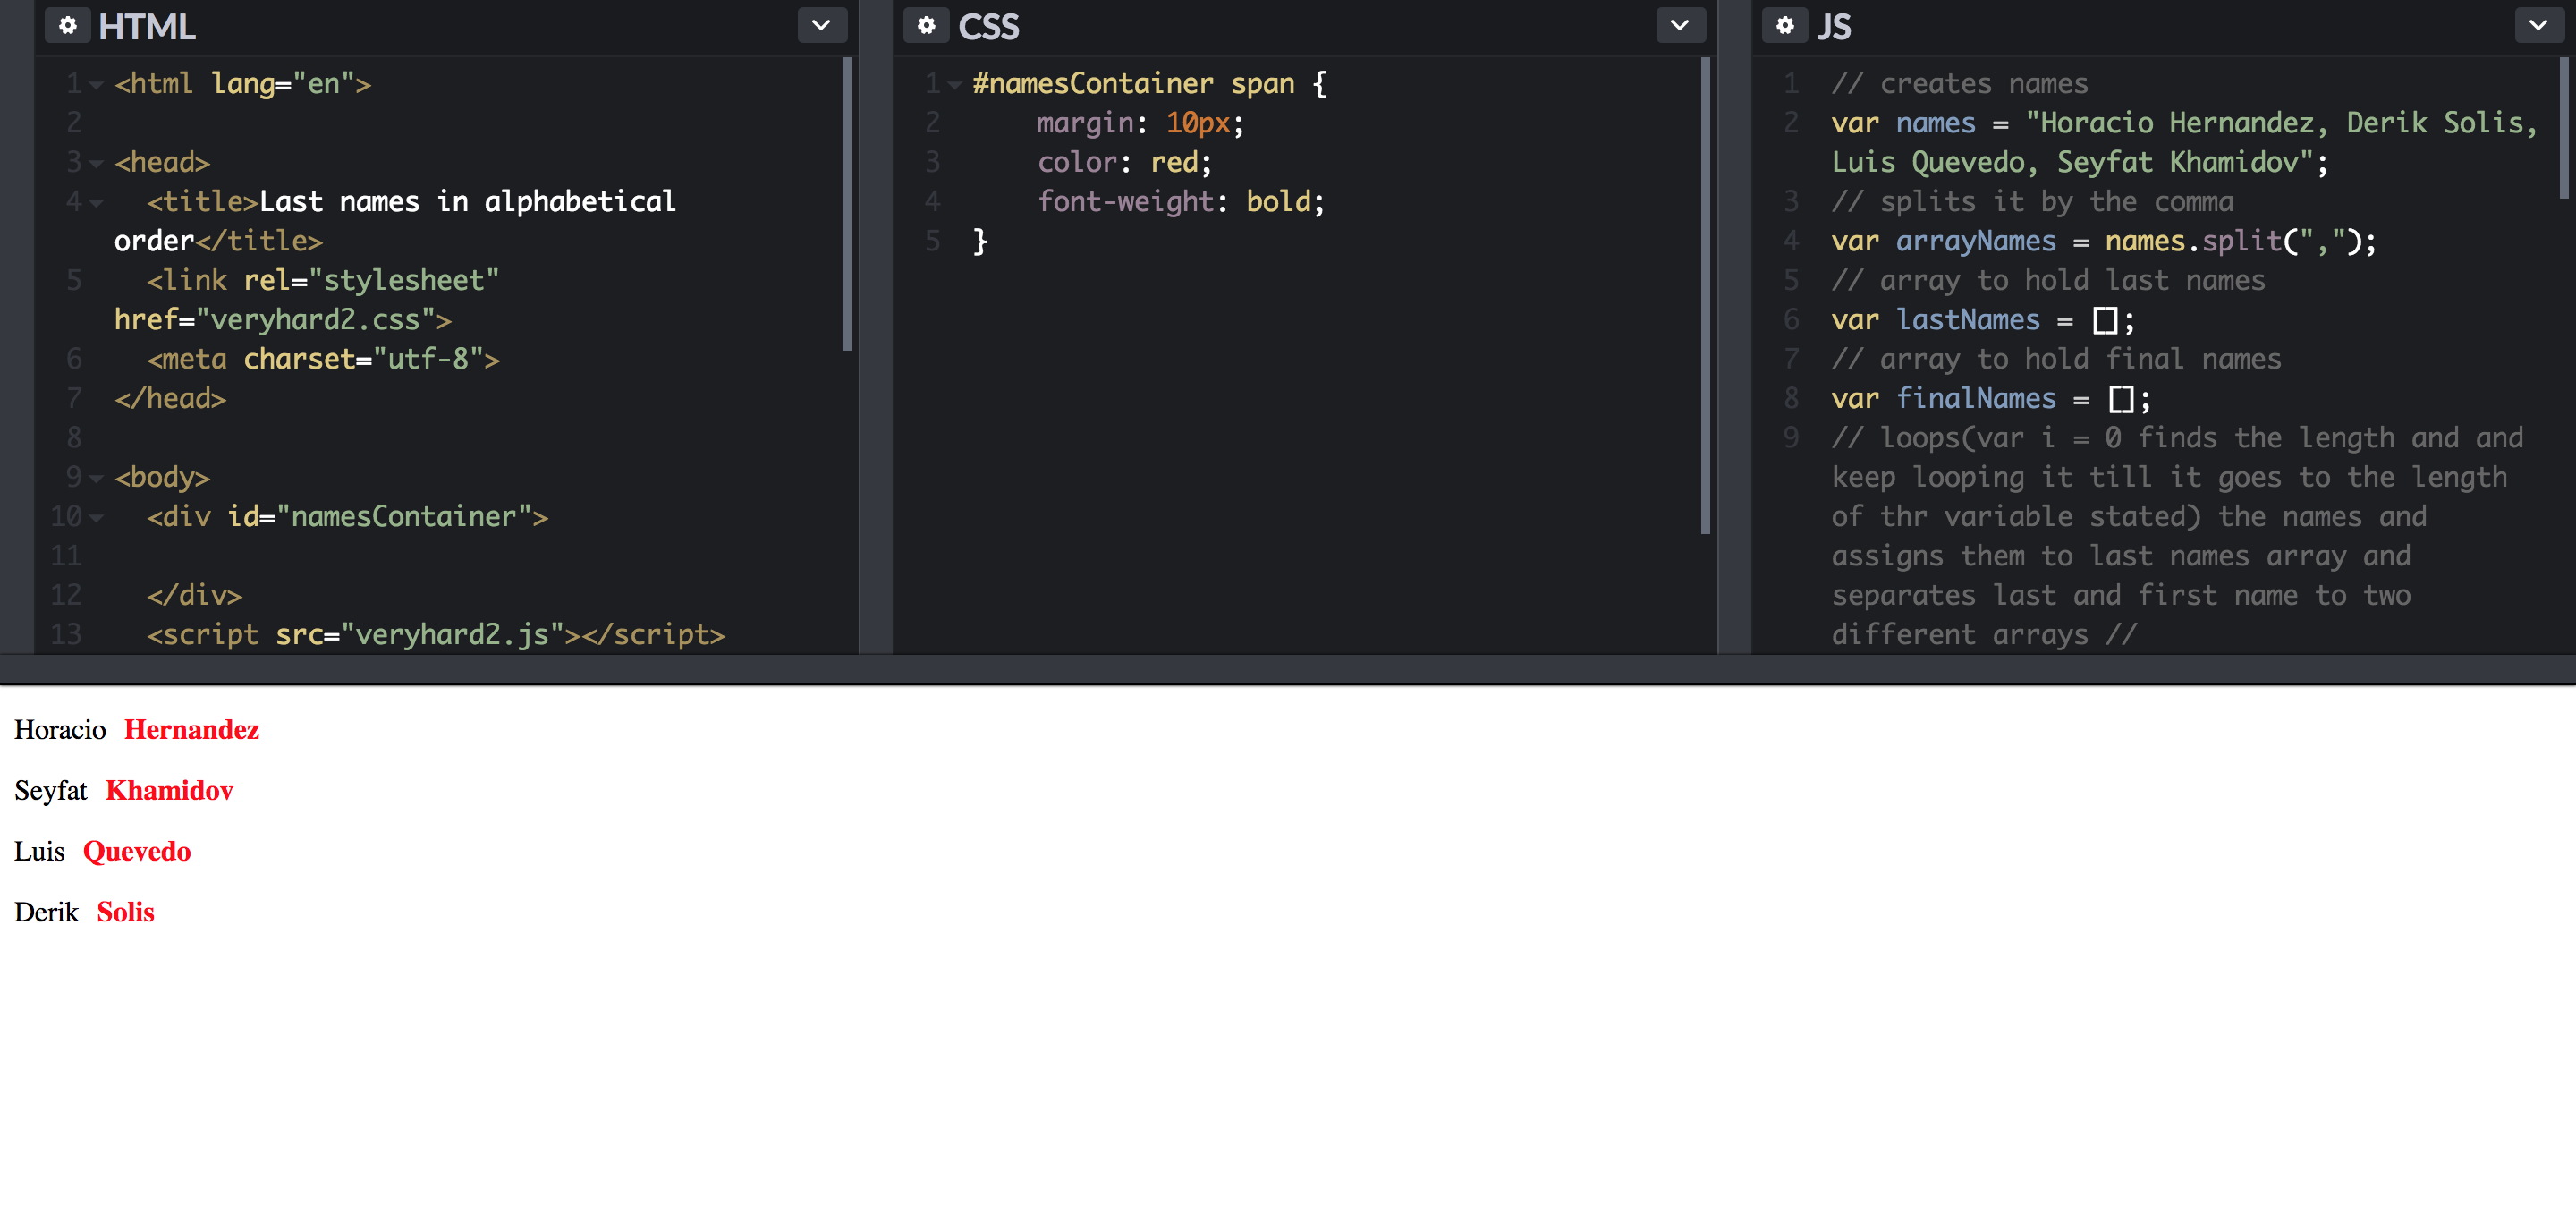 HTML
1 <html lang="en">
2
3 <head>
4 <title>Last names in alphabetical
order</title>
5 <link rel="stylesheet"
href="veryhard2.css">
6 <meta charset="utf-8">
7 </head>
8
9 <body>
10 <div id="namesContainer">
11
12 </div>
13 <script src="veryhard2.js"></script>
CSS
1 #namesContainer span {
2 margin: 10px;
3 color: red;
4 font-weight: bold;
5 }
JS
1 // creates names
2 var names = "Horacio Hernandez, Derik Solis,
Luis Quevedo, Seyfat Khamidov";
3 // splits it by the comma
4 var arrayNames = names.split(",");
5 // array to hold last names
6 var lastNames = [];
7 // array to hold final names
8 var finalNames = [];
9 // loops(var i = 0 finds the length and and
keep looping it till it goes to the length
of thr variable stated) the names and
assigns them to last names array and
separates last and first name to two
different arrays //
Horacio Hernandez
Seyfat Khamidov
Luis Quevedo
Derik Solis